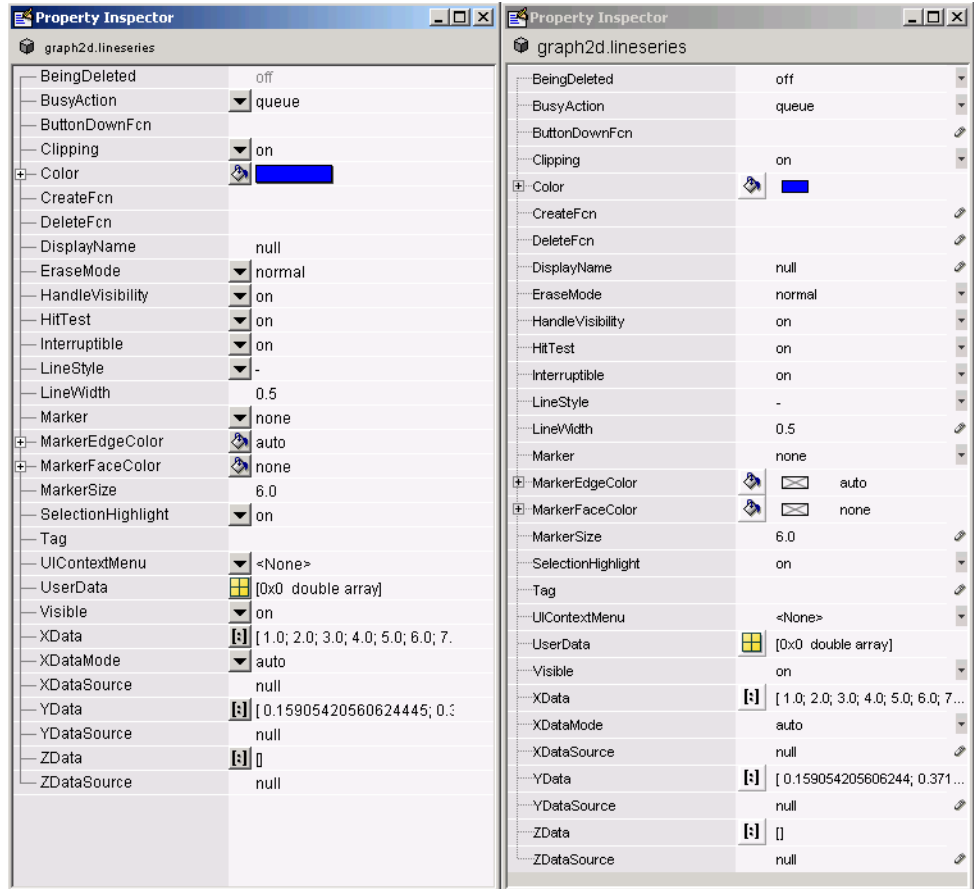 Property Inspector
graph2d.lineseries
BeingDeleted off
BusyAction queue
ButtonDownFcn
Clipping on
Color
CreateFcn
DeleteFcn
DisplayName null
EraseMode normal
HandleVisibility on
HitTest on
Interruptible on
LineStyle -
LineWidth 0.5
Marker none
MarkerEdgeColor auto
MarkerFaceColor none
MarkerSize 6.0
SelectionHighlight on
Tag
UIContextMenu <None>
UserData [0x0 double array]
Visible on
XData [:] [ 1.0; 2.0; 3.0; 4.0; 5.0; 6.0; 7.
XDataMode auto
XDataSource null
YData [:] [ 0.15905420560624445; 0.3
YDataSource null
ZData [:] []
ZDataSource null
Property Inspector
graph2d.lineseries
BeingDeleted off
BusyAction queue
ButtonDownFcn
Clipping on
Color
CreateFcn
DeleteFcn
DisplayName null
EraseMode normal
HandleVisibility on
HitTest on
Interruptible on
LineStyle -
LineWidth 0.5
Marker none
MarkerEdgeColor auto
MarkerFaceColor none
MarkerSize 6.0
SelectionHighlight on
Tag
UIContextMenu <None>
UserData [0x0 double array]
Visible on
XData [:] [ 1.0; 2.0; 3.0; 4.0; 5.0; 6.0; 7...
XDataMode auto
XDataSource null
YData [:] [ 0.159054205606244; 0.371...
YDataSource null
ZData [:] []
ZDataSource null